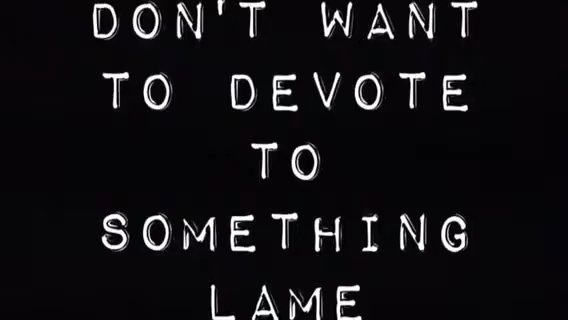 DON'T WANT
TO DEVOTE
TO
SOMETHING
LAME